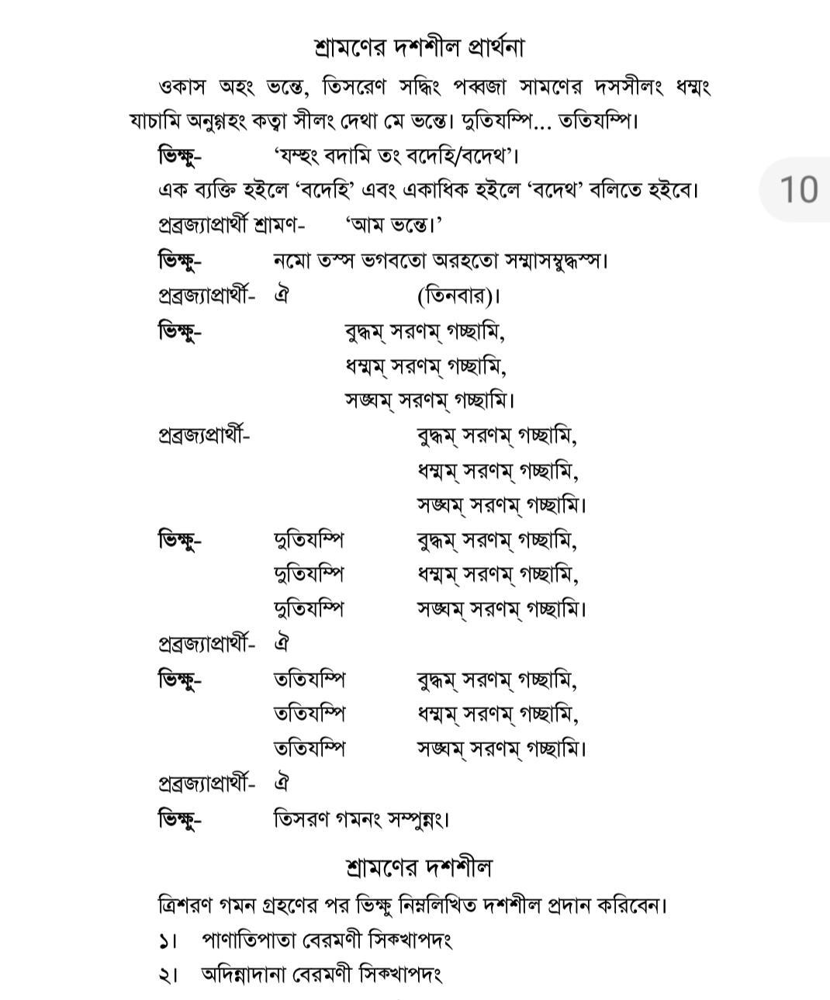 শ্রামণের দশশীল প্রার্থনা
ওকাস অহং ভন্তে, তিসরেণ সদ্ধিং পব্বজা সামণের দসসীলং ধম্মং
যাচামি অনুগ্গহং কত্বা সীলং দেথা মে ভন্তে। দুতিযম্পি... ততিযম্পি।
ভিক্ষু- ‘যম্হং বদামি তং বদেহি/বদেথ’।
এক ব্যক্তি হইলে ‘বদেহি’ এবং একাধিক হইলে ‘বদেথ’ বলিতে হইবে।
10
প্রব্রজ্যাপ্রার্থী শ্রামণ- ‘আম ভন্তে।’
ভিক্ষু- নমো তস্স ভগবতো অরহতো সম্মাসম্বুদ্ধস্স।
প্রব্রজ্যাপ্রার্থী- ঐ (তিনবার)।
ভিক্ষু- বুদ্ধম্ সরণম্ গচ্ছামি,
ধম্মম্ সরণম্ গচ্ছামি,
সঙ্ঘম্ সরণম্ গচ্ছামি।
প্রব্রজ্যপ্রার্থী- বুদ্ধম্ সরণম্ গচ্ছামি,
ধম্মম্ সরণম্ গচ্ছামি,
সঙ্ঘম্ সরণম্ গচ্ছামি।
ভিক্ষু- দুতিযম্পি বুদ্ধম্ সরণম্ গচ্ছামি,
দুতিযম্পি ধম্মম্ সরণম্ গচ্ছামি,
দুতিযম্পি সঙ্ঘম্ সরণম্ গচ্ছামি।
প্রব্রজ্যাপ্রার্থী- ঐ
ভিক্ষু- ততিযম্পি বুদ্ধম্ সরণম্ গচ্ছামি,
ততিযম্পি ধম্মম্ সরণম্ গচ্ছামি,
ততিযম্পি সঙ্ঘম্ সরণম্ গচ্ছামি।
প্রব্রজ্যাপ্রার্থী- ঐ
ভিক্ষু- তিসরণ গমনং সম্পুন্নং।
শ্রামণের দশশীল
ত্রিশরণ গমন গ্রহণের পর ভিক্ষু নিম্নলিখিত দশশীল প্রদান করিবেন।
১। পাণাতিপাতা বেরমণী সিক্খাপদং
২। অদিন্নাদানা বেরমণী সিক্খাপদং